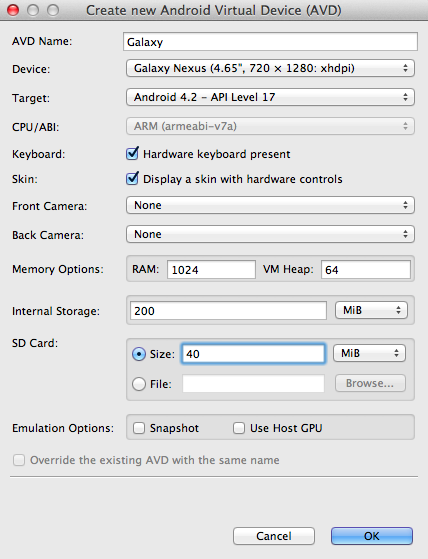 Create new Android Virtual Device (AVD)
AVD Name: Galaxy
Device: Galaxy Nexus (4.65", 720 × 1280: xhdpi)
Target: Android 4.2 – API Level 17
CPU/ABI: ARM (armeabi-v7a)
Keyboard: Hardware keyboard present
Skin: Display a skin with hardware controls
Front Camera: None
Back Camera: None
Memory Options: RAM: 1024 VM Heap: 64
Internal Storage: 200 MiB
SD Card:
Size: 40 MiB
File: Browse...
Emulation Options: Snapshot Use Host GPU
Override the existing AVD with the same name
Cancel OK